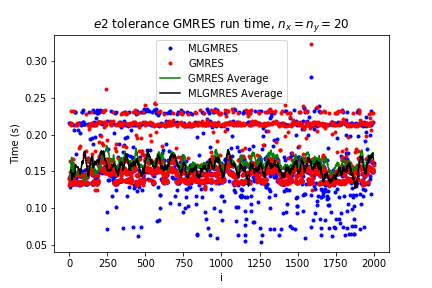 e2 tolerance GMRES run time, nx = ny = 20
MLGMRES
GMRES
GMRES Average
MLGMRES Average
Time (s)
0.30
0.25
0.20
0.15
0.10
0.05
0 250 500 750 1000 1250 1500 1750 2000
i